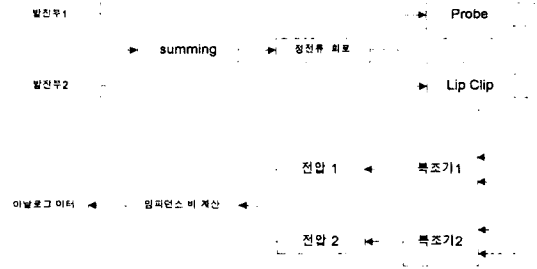 발진부1
Probe
summing
정전류 회로
발진부2
Lip Clip
전압 1
복조기1
아날로그 미터
임피던스 비 계산
전압 2
복조기2